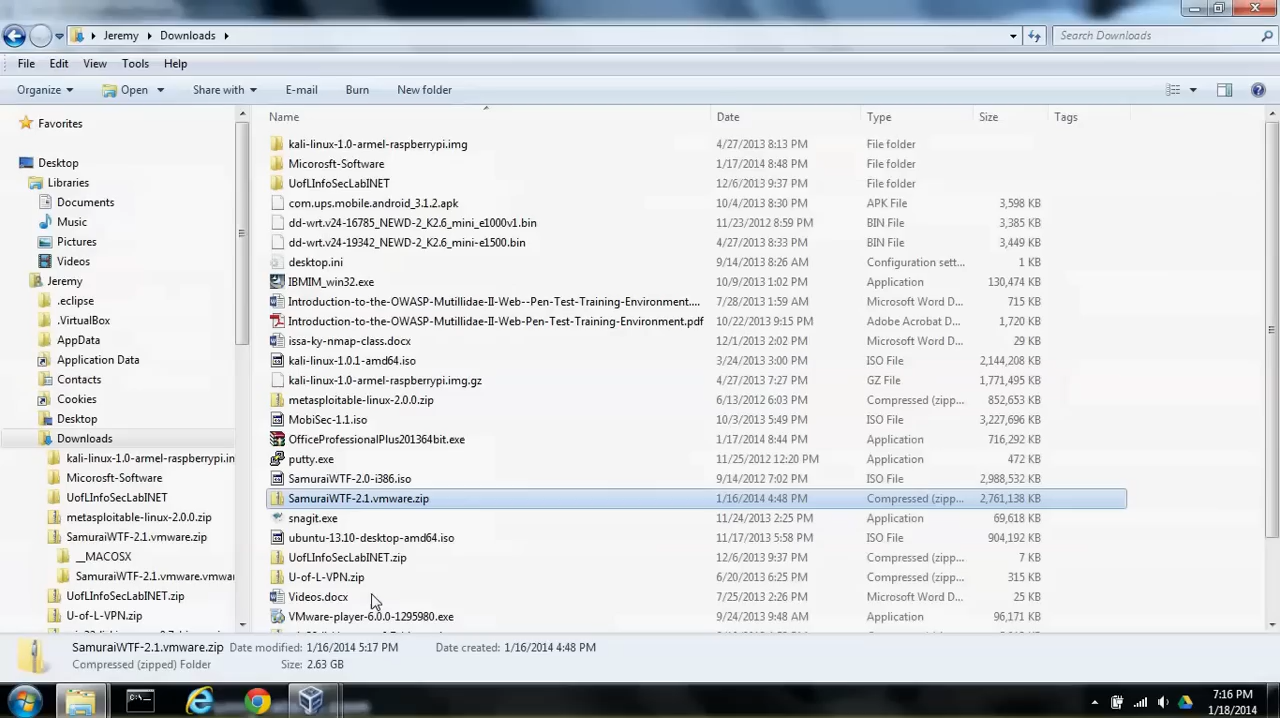 Jeremy Downloads Search Downloads
File Edit View Tools Help
Organize Open Share with E-mail Burn New folder
Name Date Type Size Tags
Favorites
Desktop
Libraries
Documents
Music
Pictures
Videos
Jeremy
.eclipse
.VirtualBox
AppData
Application Data
Contacts
Cookies
Desktop
Downloads
kali-linux-1.0-armel-raspberrypi.in
Micorosft-Software
UofLInfoSecLabINET
metasploitable-linux-2.0.0.zip
SamuraiWTF-2.1.vmware.zip
__MACOSX
SamuraiWTF-2.1.vmware.vmwa
UofLInfoSecLabINET.zip
U-of-L-VPN.zip
kali-linux-1.0-armel-raspberrypi.img 4/27/2013 8:13 PM File folder
Micorosft-Software 1/17/2014 8:48 PM File folder
UofLInfoSecLabINET 12/6/2013 9:37 PM File folder
com.ups.mobile.android_3.1.2.apk 10/4/2013 8:30 PM APK File 3,598 KB
dd-wrt.v24-16785_NEWD-2_K2.6_mini_e1000v1.bin 11/23/2012 8:59 PM BIN File 3,385 KB
dd-wrt.v24-19342_NEWD-2_K2.6_mini-e1500.bin 4/27/2013 8:33 PM BIN File 3,449 KB
desktop.ini 9/14/2013 8:26 AM Configuration sett... 1 KB
IBMIM_win32.exe 10/9/2013 1:02 PM Application 130,474 KB
Introduction-to-the-OWASP-Mutillidae-II-Web--Pen-Test-Training-Environment.... 7/28/2013 1:59 AM Microsoft Word D... 715 KB
Introduction-to-the-OWASP-Mutillidae-II-Web-Pen-Test-Training-Environment.pdf 10/22/2013 9:15 PM Adobe Acrobat D... 1,720 KB
issa-ky-nmap-class.docx 12/1/2013 2:02 PM Microsoft Word D... 29 KB
kali-linux-1.0.1-amd64.iso 3/24/2013 3:00 PM ISO File 2,144,208 KB
kali-linux-1.0-armel-raspberrypi.img.gz 4/27/2013 7:27 PM GZ File 1,771,495 KB
metasploitable-linux-2.0.0.zip 6/13/2012 6:03 PM Compressed (zipp... 852,653 KB
MobiSec-1.1.iso 10/3/2013 5:49 PM ISO File 3,227,696 KB
OfficeProfessionalPlus201364bit.exe 1/17/2014 8:44 PM Application 716,292 KB
putty.exe 11/25/2012 12:20 PM Application 472 KB
SamuraiWTF-2.0-i386.iso 9/14/2012 7:02 PM ISO File 2,988,532 KB
SamuraiWTF-2.1.vmware.zip 1/16/2014 4:48 PM Compressed (zipp... 2,761,138 KB
snagit.exe 11/24/2013 2:25 PM Application 69,618 KB
ubuntu-13.10-desktop-amd64.iso 11/17/2013 5:58 PM ISO File 904,192 KB
UofLInfoSecLabINET.zip 12/6/2013 9:37 PM Compressed (zipp... 7 KB
U-of-L-VPN.zip 6/20/2013 6:25 PM Compressed (zipp... 315 KB
Videos.docx 7/25/2013 2:26 PM Microsoft Word D... 25 KB
VMware-player-6.0.0-1295980.exe 9/24/2013 9:48 AM Application 96,171 KB
SamuraiWTF-2.1.vmware.zip Date modified: 1/16/2014 5:17 PM Date created: 1/16/2014 4:48 PM
Compressed (zipped) Folder Size: 2.63 GB
7:16 PM
1/18/2014